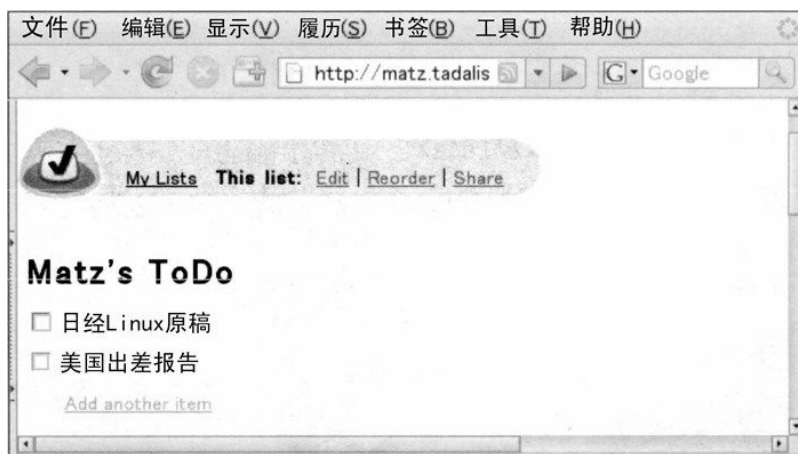 文件(F) 编辑(E) 显示(V) 履历(S) 书签(B) 工具(T) 帮助(H)
http://matz.tadalis G Google
My Lists This list: Edit | Reorder | Share
Matz's ToDo
日经Linux原稿
美国出差报告
Add another item